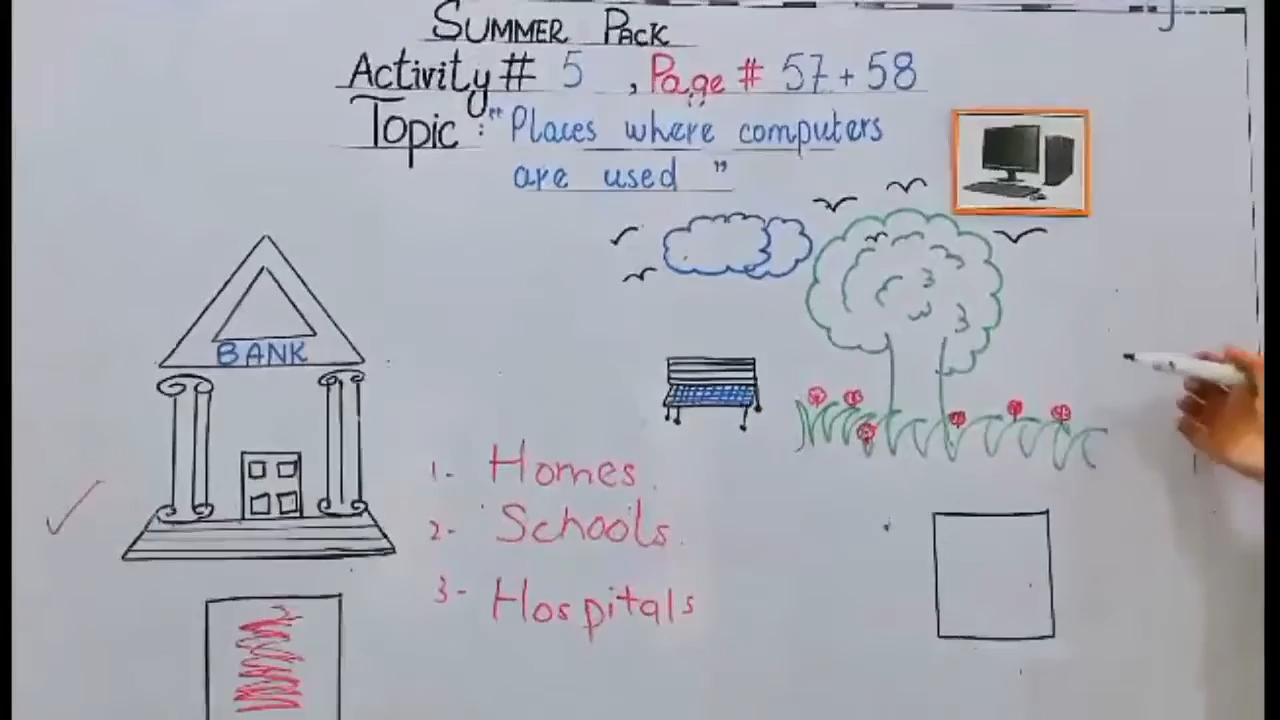 SUMMER PACK
Activity # 5 , Page # 57 + 58
Topic : "Places where computers
are used "
BANK
1- Homes.
2- Schools.
3- Hospitals